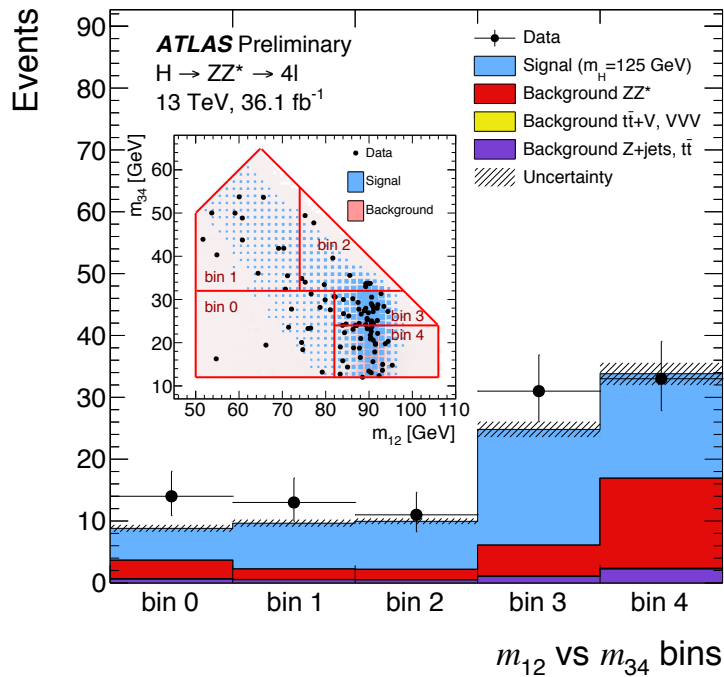 Events
90
80
70
60
50
40
30
20
10
0
ATLAS Preliminary
H → ZZ* → 4l
13 TeV, 36.1 fb⁻¹
Data
Signal (m_H=125 GeV)
Background ZZ*
Background tt̄+V, VVV
Background Z+jets, tt̄
Uncertainty
m₃₄ [GeV]
60
50
40
30
20
10
Data
Signal
Background
bin 2
bin 1
bin 0
bin 3
bin 4
50 60 70 80 90 100 110
m₁₂ [GeV]
bin 0 bin 1 bin 2 bin 3 bin 4
m₁₂ vs m₃₄ bins